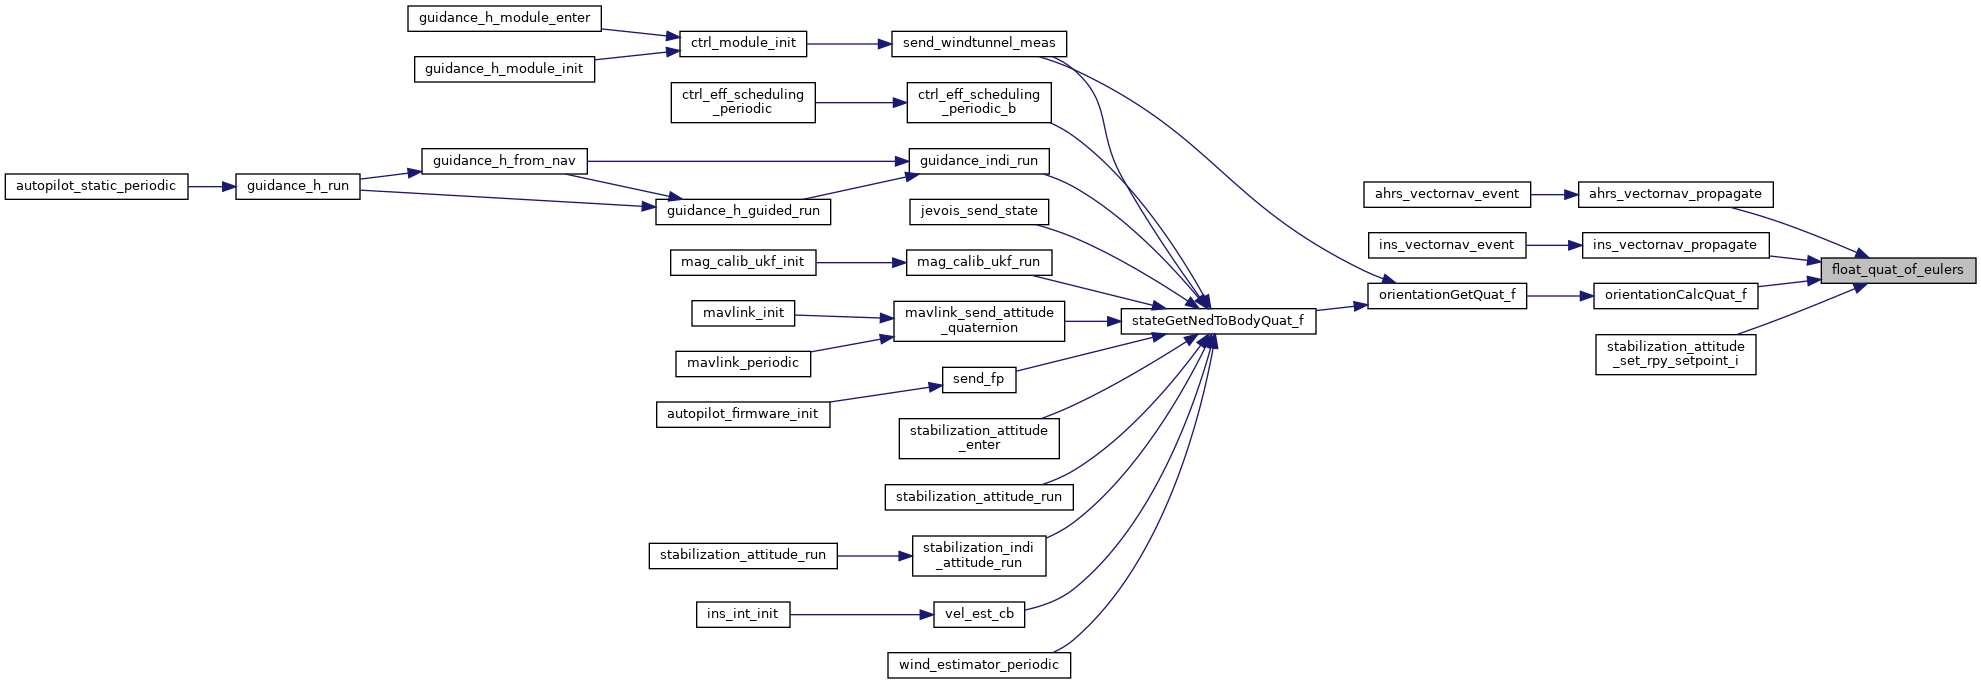 guidance_h_module_enter
ctrl_module_init
send_windtunnel_meas
guidance_h_module_init
ctrl_eff_scheduling
_periodic
ctrl_eff_scheduling
_periodic_b
guidance_h_from_nav
guidance_indi_run
autopilot_static_periodic
guidance_h_run
guidance_h_guided_run
jevois_send_state
ahrs_vectornav_event
ahrs_vectornav_propagate
ins_vectornav_event
ins_vectornav_propagate
mag_calib_ukf_init
mag_calib_ukf_run
float_quat_of_eulers
orientationGetQuat_f
orientationCalcQuat_f
mavlink_init
mavlink_send_attitude
_quaternion
stateGetNedToBodyQuat_f
stabilization_attitude
_set_rpy_setpoint_i
mavlink_periodic
send_fp
autopilot_firmware_init
stabilization_attitude
_enter
stabilization_attitude_run
stabilization_attitude_run
stabilization_indi
_attitude_run
ins_int_init
vel_est_cb
wind_estimator_periodic